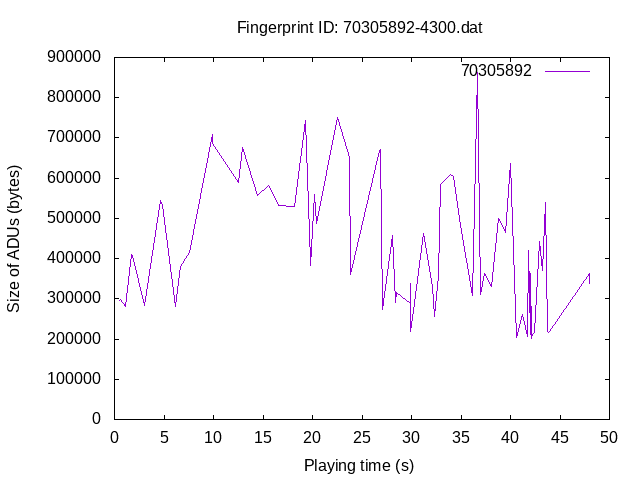 Fingerprint ID: 70305892-4300.dat
70305892
900000
800000
700000
600000
500000
400000
300000
200000
100000
0
Size of ADUs (bytes)
0 5 10 15 20 25 30 35 40 45 50
Playing time (s)